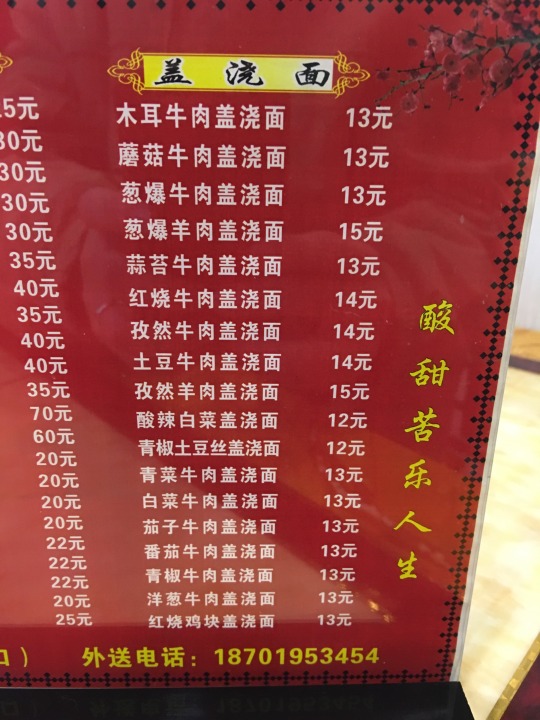 盖浇面
木耳牛肉盖浇面 13元
蘑菇牛肉盖浇面 13元
葱爆牛肉盖浇面 13元
葱爆羊肉盖浇面 15元
蒜苔牛肉盖浇面 13元
红烧牛肉盖浇面 14元
孜然牛肉盖浇面 14元
土豆牛肉盖浇面 14元
孜然羊肉盖浇面 15元
酸辣白菜盖浇面 12元
青椒土豆丝盖浇面 12元
青菜牛肉盖浇面 13元
白菜牛肉盖浇面 13元
茄子牛肉盖浇面 13元
番茄牛肉盖浇面 13元
青椒牛肉盖浇面 13元
洋葱牛肉盖浇面 13元
红烧鸡块盖浇面 13元
5元
30元
30元
30元
30元
35元
40元
35元
40元
40元
35元
70元
60元
20元
20元
20元
20元
22元
22元
22元
20元
25元
酸甜苦乐人生
口） 外送电话：18701953454